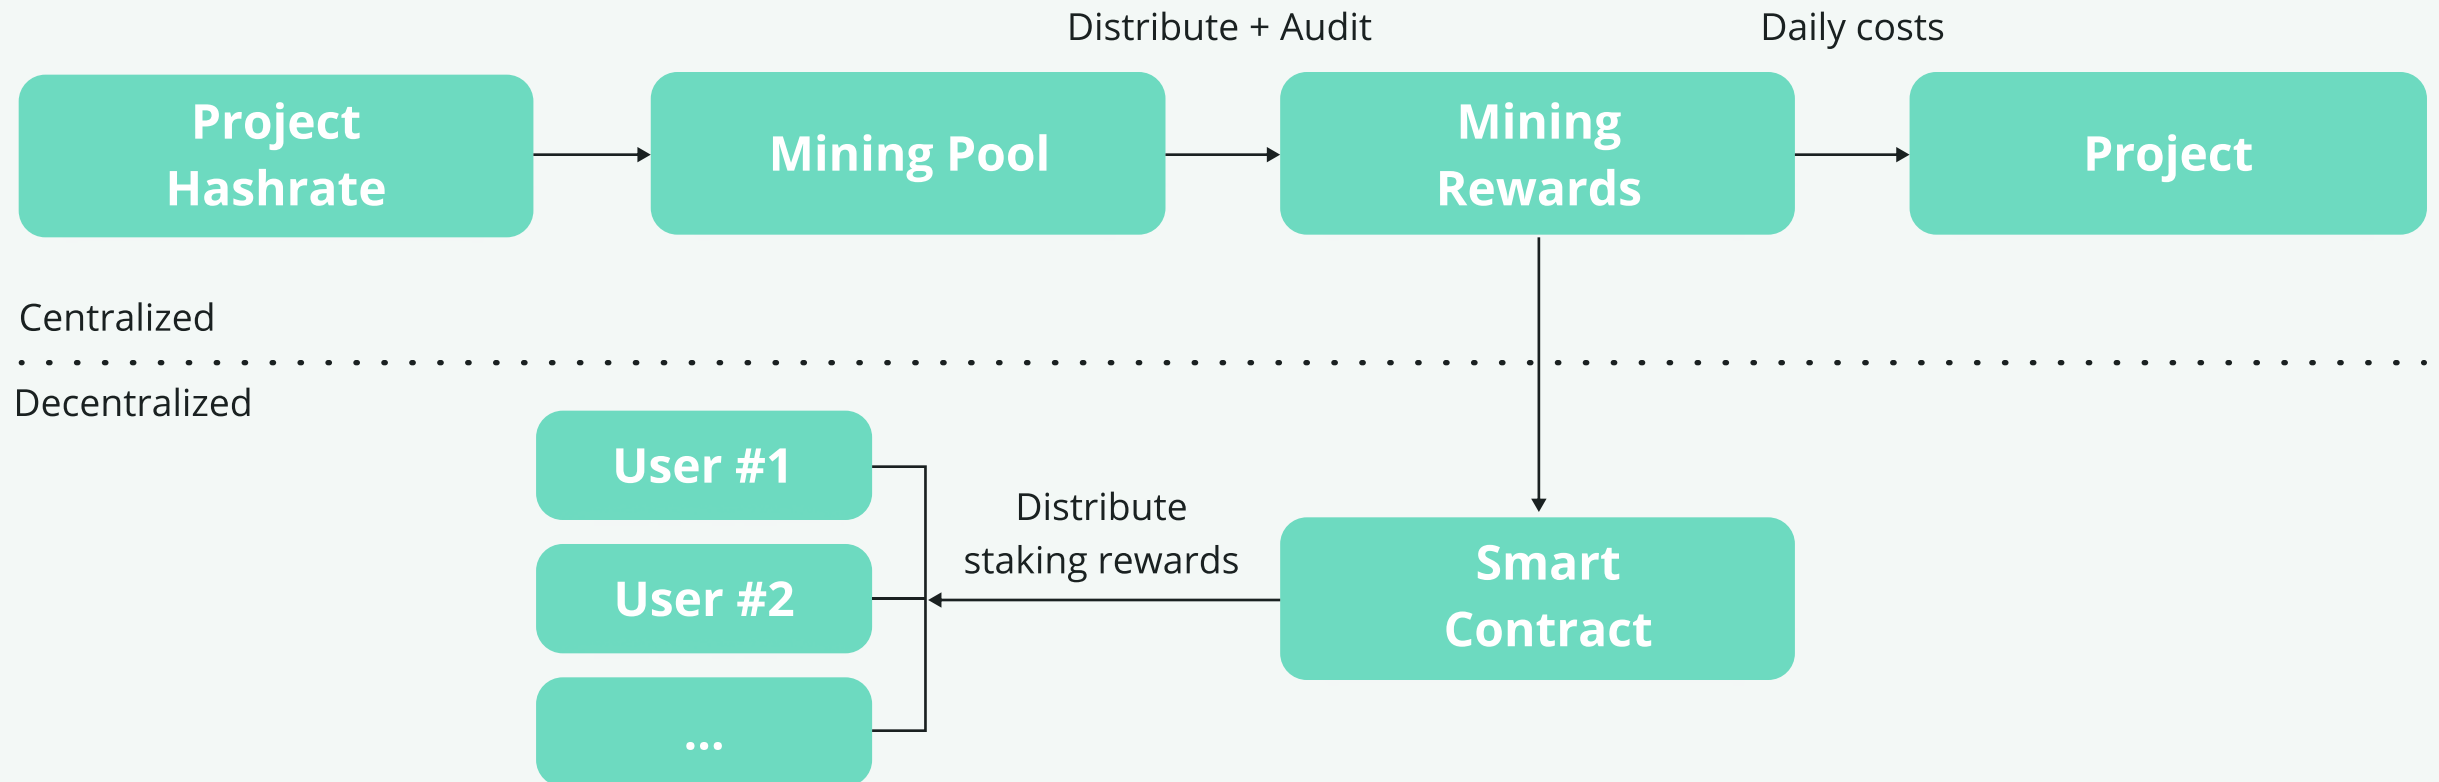 Distribute + Audit
Daily costs
Project
Hashrate
Mining Pool
Mining
Rewards
Project
Centralized
Decentralized
User #1
User #2
...
Distribute
staking rewards
Smart
Contract